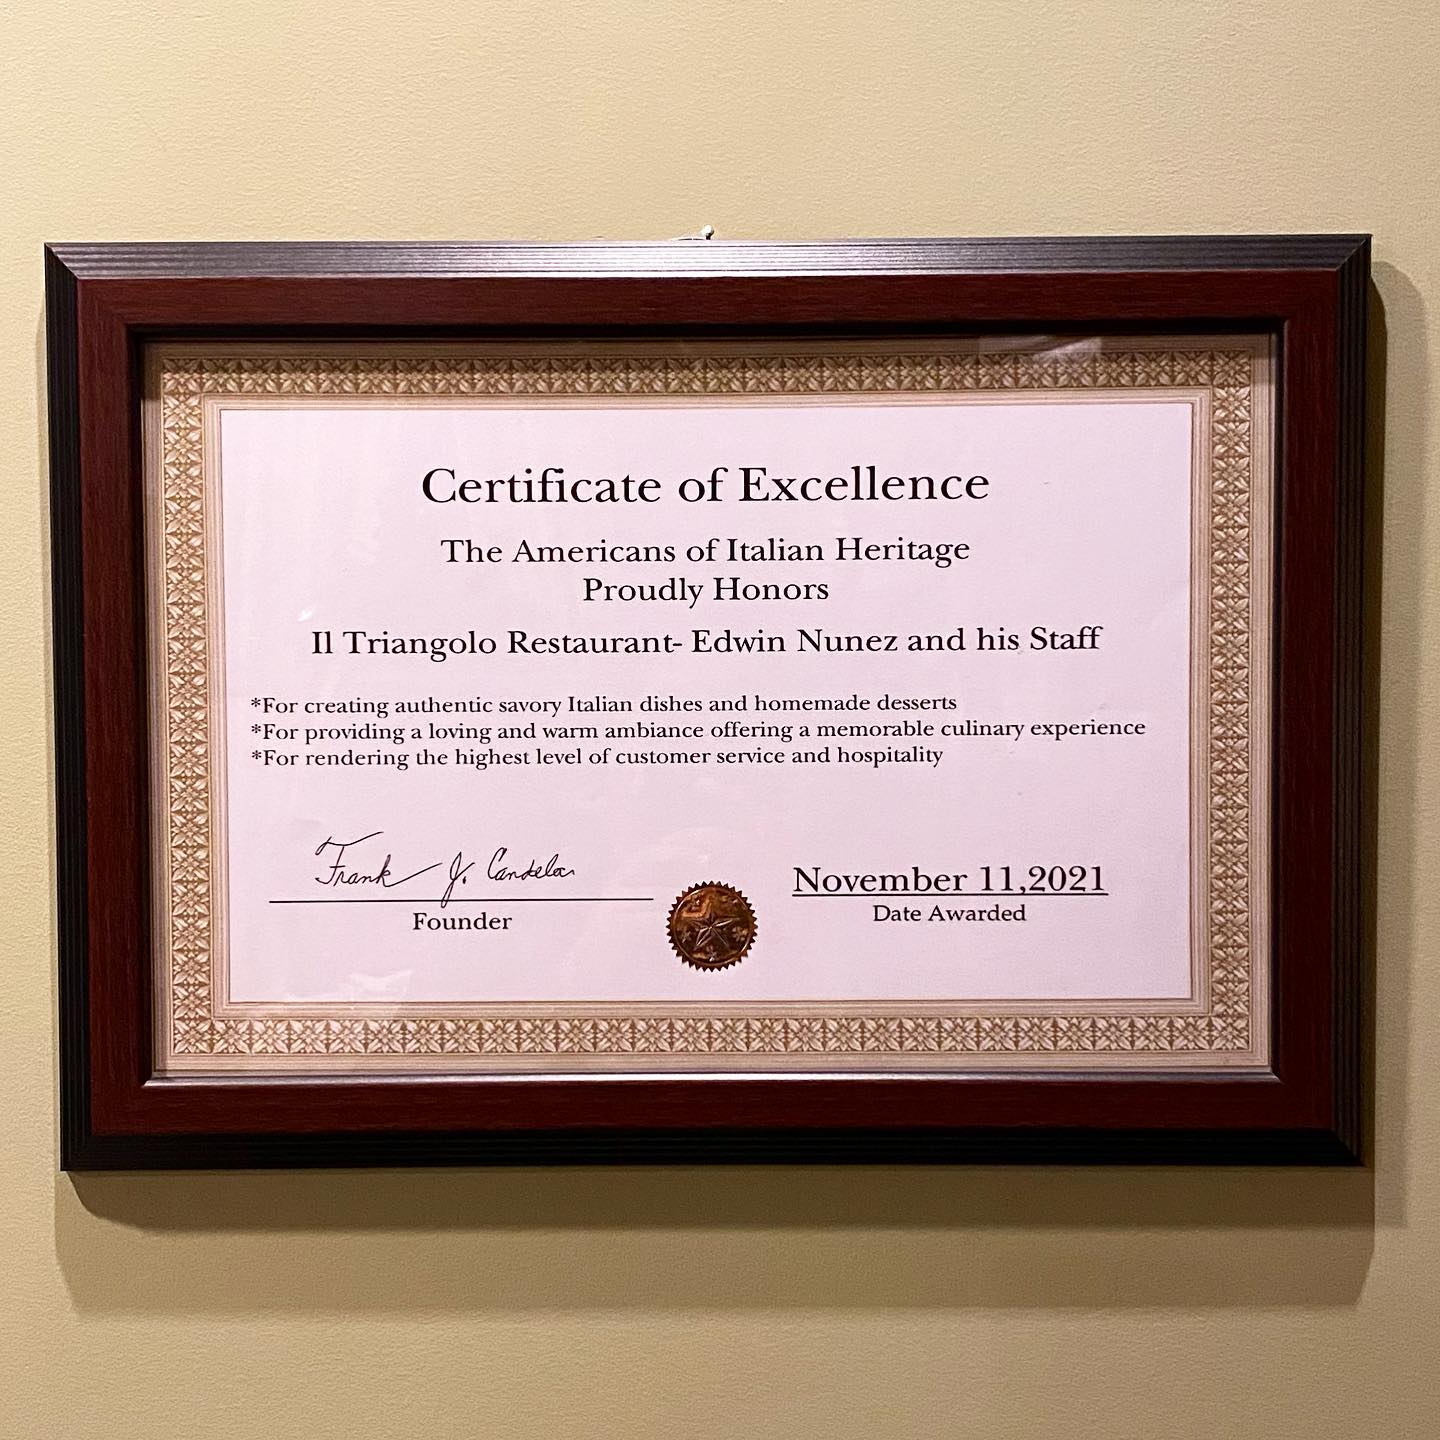 Certificate of Excellence
The Americans of Italian Heritage
Proudly Honors
Il Triangolo Restaurant- Edwin Nunez and his Staff
*For creating authentic savory Italian dishes and homemade desserts
*For providing a loving and warm ambiance offering a memorable culinary experience
*For rendering the highest level of customer service and hospitality
Frank J. Candela
Founder
November 11,2021
Date Awarded